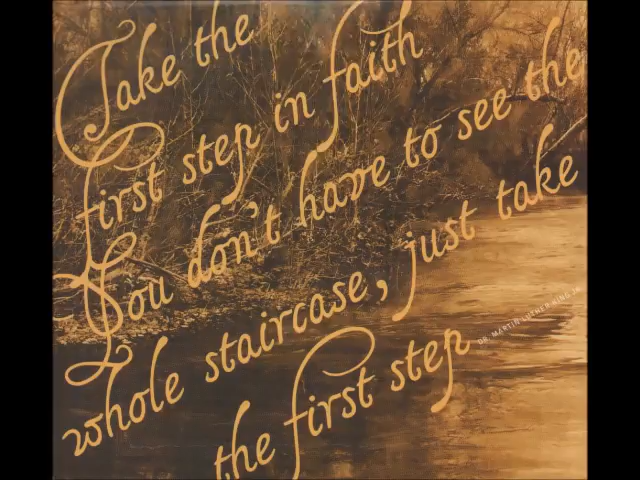 Take the
first step in faith
You don't have to see the
whole staircase, just take
the first step
DR. MARTIN LUTHER KING JR.